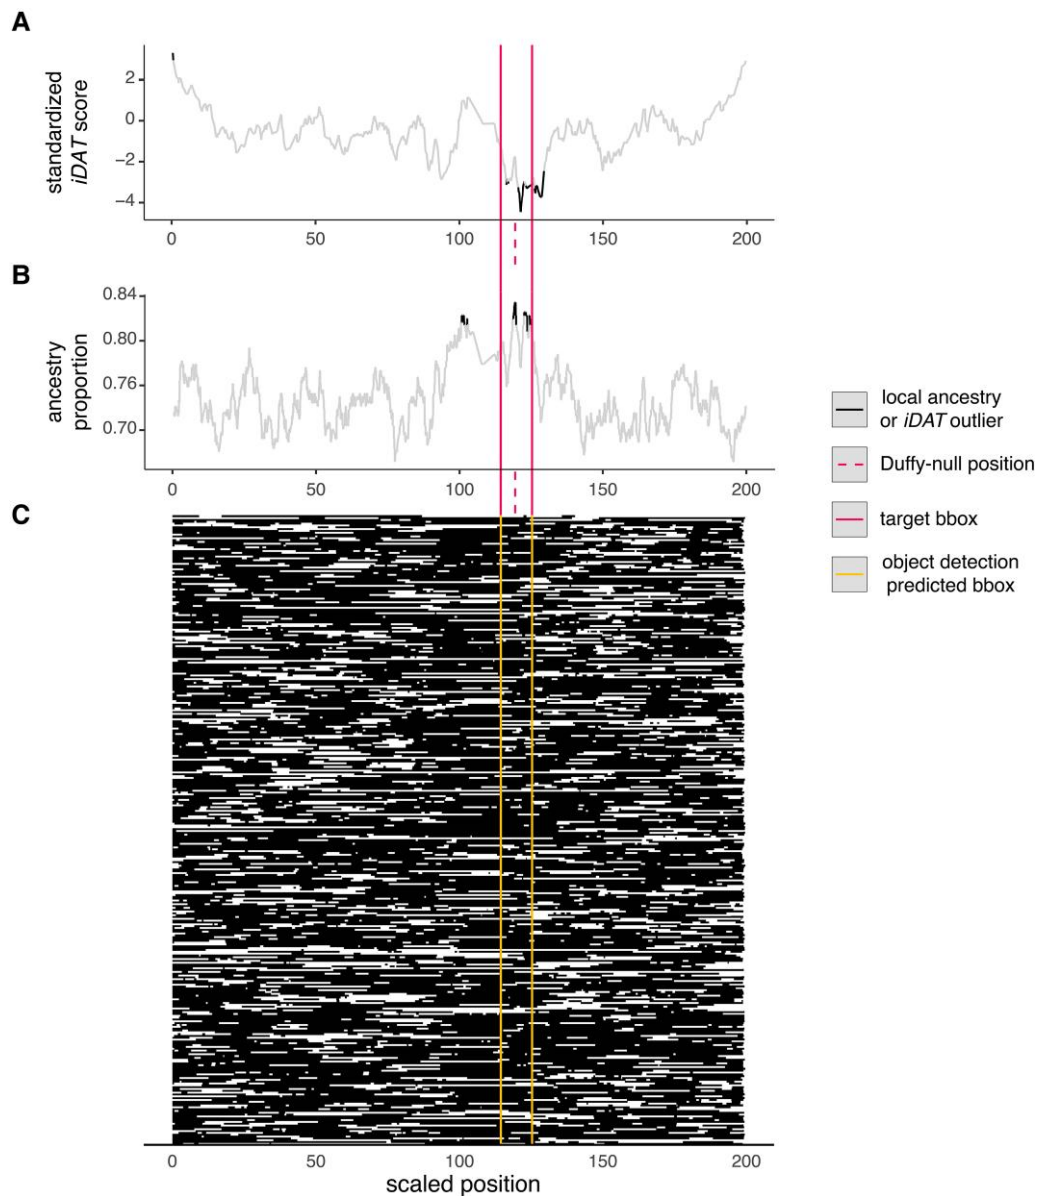 A
standardized
iDAT score
2
0
−2
−4
0 50 100 150 200
B
ancestry
proportion
0.84
0.80
0.76
0.70
0 50 100 150 200
local ancestry
or iDAT outlier
Duffy-null position
target bbox
object detection
predicted bbox
C
0 50 100 150 200
scaled position